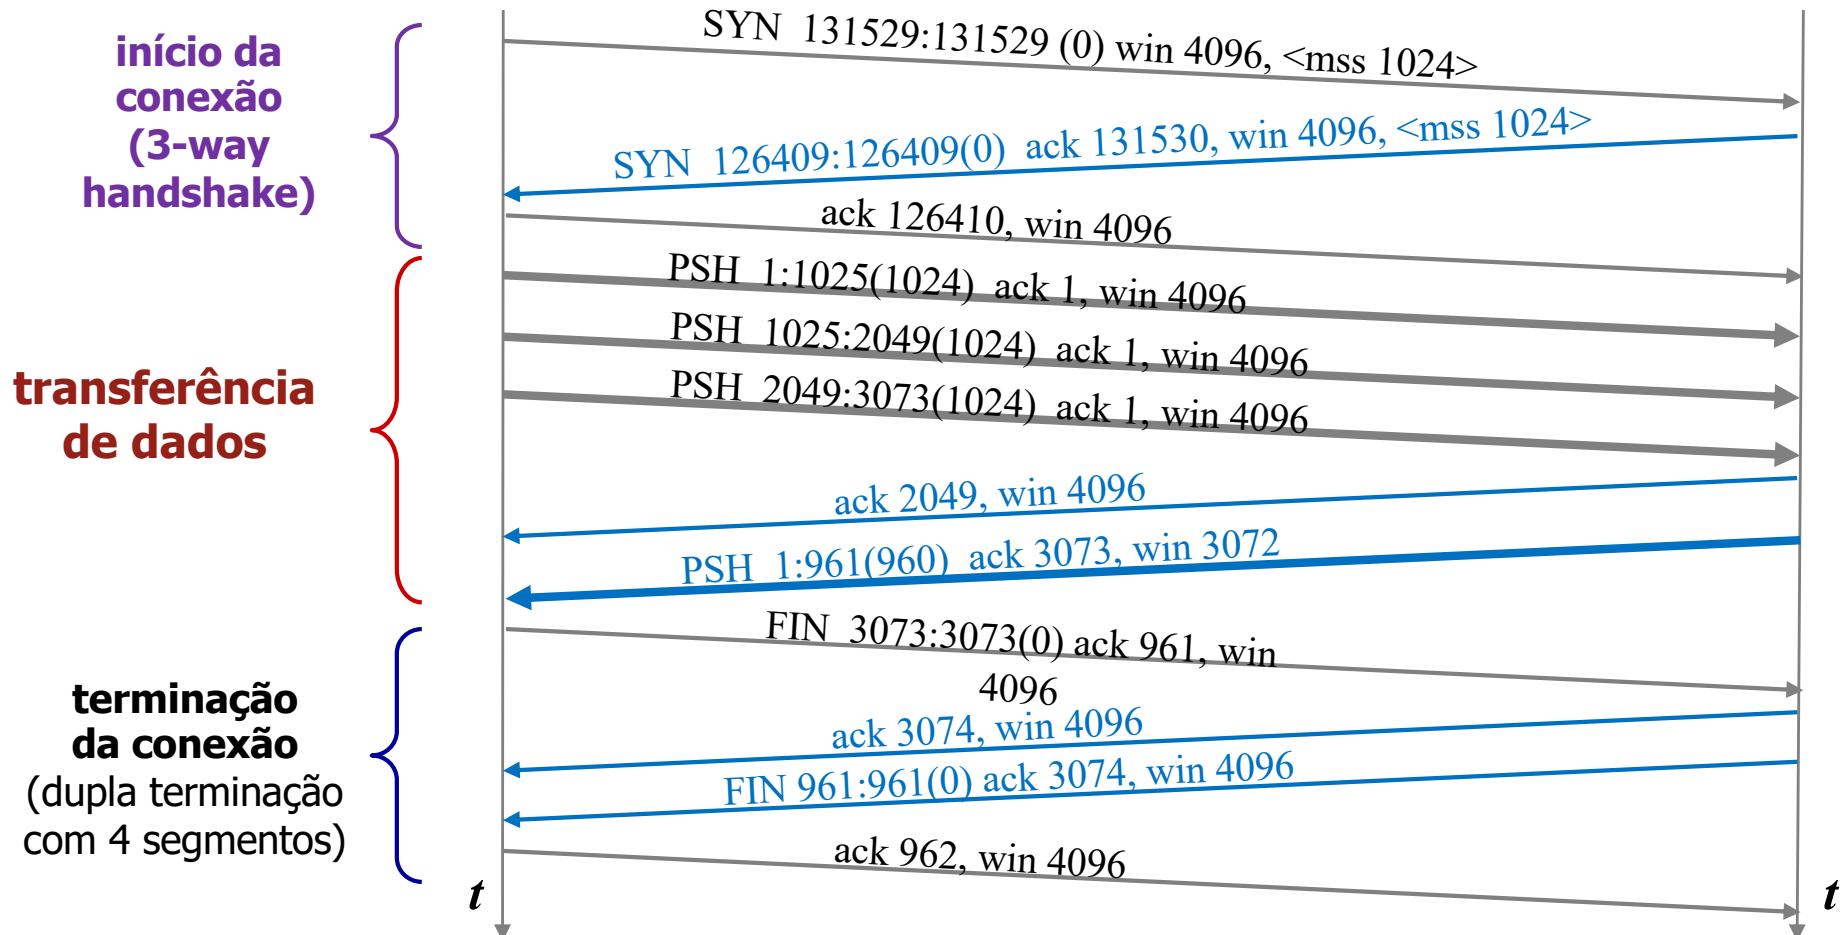 início da
conexão
(3-way
handshake)
SYN  131529:131529 (0) win 4096, <mss 1024>
SYN  126409:126409(0)  ack 131530, win 4096, <mss 1024>
ack 126410, win 4096
transferência
de dados
PSH  1:1025(1024)  ack 1, win 4096
PSH  1025:2049(1024)  ack 1, win 4096
PSH  2049:3073(1024)  ack 1, win 4096
ack 2049, win 4096
PSH  1:961(960)  ack 3073, win 3072
terminação
da conexão
(dupla terminação
com 4 segmentos)
FIN  3073:3073(0) ack 961, win
4096
ack 3074, win 4096
FIN 961:961(0) ack 3074, win 4096
ack 962, win 4096
t
t